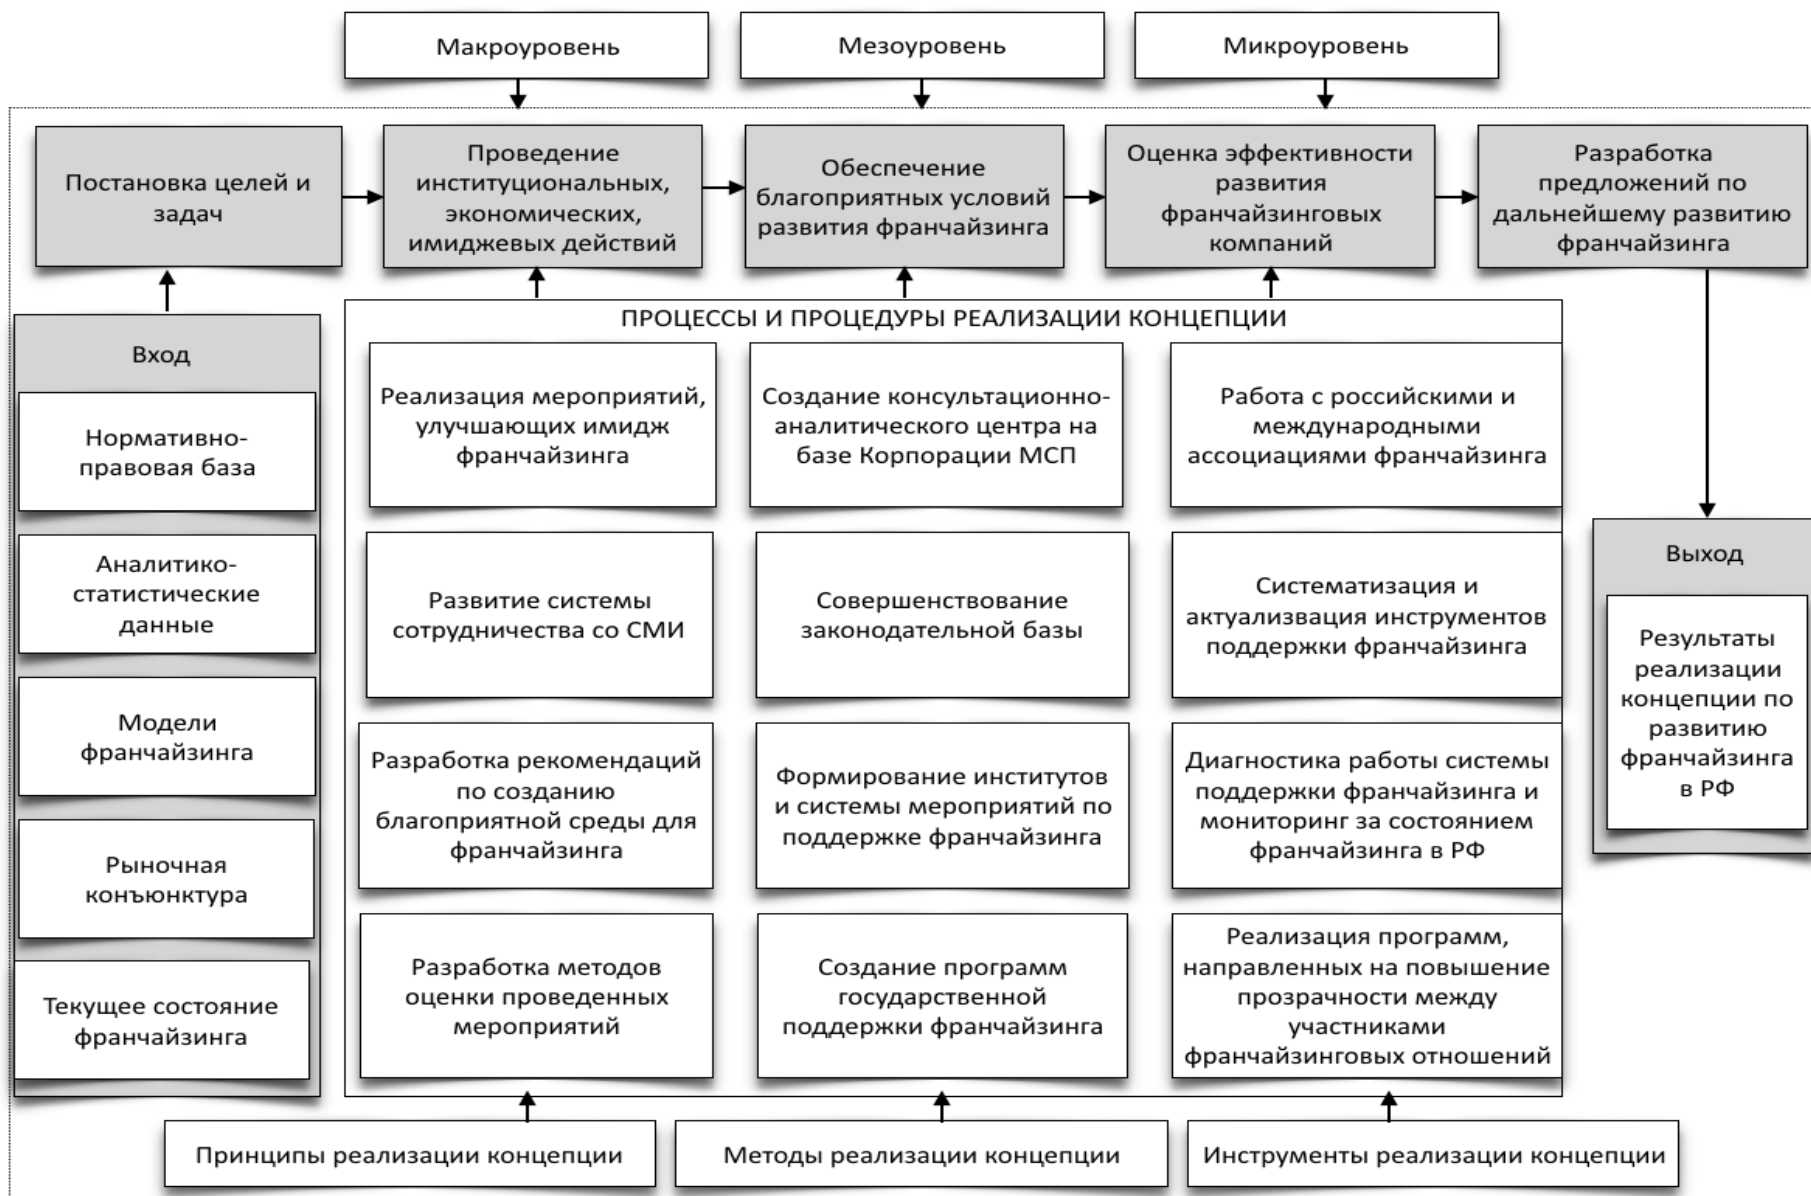 Макроуровень
Мезоуровень
Микроуровень
Постановка целей и
задач
Проведение
институциональных,
экономических,
имиджевых действий
Обеспечение
благоприятных условий
развития франчайзинга
Оценка эффективности
развития
франчайзинговых
компаний
Разработка
предложений по
дальнейшему развитию
франчайзинга
Вход
Нормативно-
правовая база
Аналитико-
статистические
данные
Модели
франчайзинга
Рыночная
конъюнктура
Текущее состояние
франчайзинга
ПРОЦЕССЫ И ПРОЦЕДУРЫ РЕАЛИЗАЦИИ КОНЦЕПЦИИ
Реализация мероприятий,
улучшающих имидж
франчайзинга
Создание консультационно-
аналитического центра на
базе Корпорации МСП
Работа с российскими и
международными
ассоциациями франчайзинга
Развитие системы
сотрудничества со СМИ
Совершенствование
законодательной базы
Систематизация и
актуализвация инструментов
поддержки франчайзинга
Разработка рекомендаций
по созданию
благоприятной среды для
франчайзинга
Формирование институтов
и системы мероприятий по
поддержке франчайзинга
Диагностика работы системы
поддержки франчайзинга и
мониторинг за состоянием
франчайзинга в РФ
Разработка методов
оценки проведенных
мероприятий
Создание программ
государственной
поддержки франчайзинга
Реализация программ,
направленных на повышение
прозрачности между
участниками
франчайзинговых отношений
Выход
Результаты
реализации
концепции по
развитию
франчайзинга
в РФ
Принципы реализации концепции
Методы реализации концепции
Инструменты реализации концепции